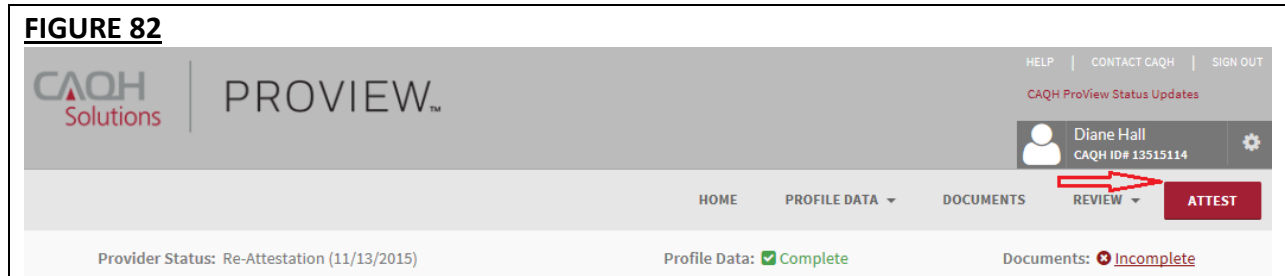 FIGURE 82
CAQH
Solutions
PROVIEW™
HELP | CONTACT CAQH | SIGN OUT
CAQH ProView Status Updates
Diane Hall
CAQH ID# 13515114
HOME PROFILE DATA DOCUMENTS REVIEW ATTEST
Provider Status: Re-Attestation (11/13/2015) Profile Data: Complete Documents: Incomplete